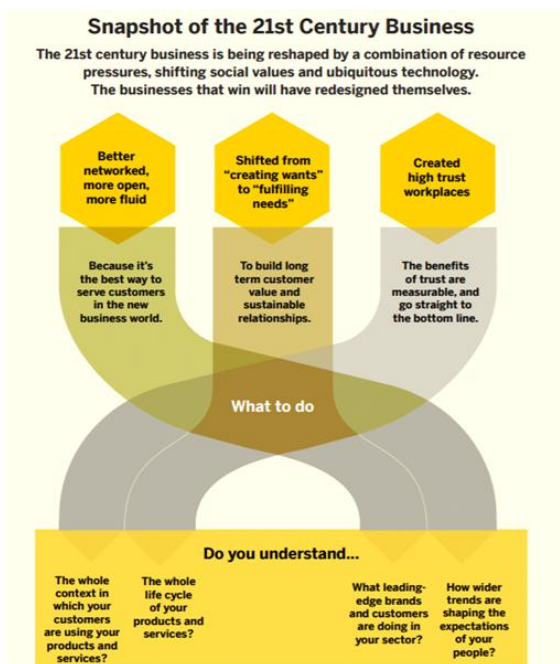 Snapshot of the 21st Century Business
The 21st century business is being reshaped by a combination of resource
pressures, shifting social values and ubiquitous technology.
The businesses that win will have redesigned themselves.
Better
networked,
more open,
more fluid
Shifted from
“creating wants”
to “fulfilling
needs”
Created
high trust
workplaces
Because it's
the best way to
serve customers
in the new
business world.
To build long
term customer
value and
sustainable
relationships.
The benefits
of trust are
measurable, and
go straight to
the bottom line.
What to do
Do you understand...
The whole
context in
which your
customers
are using your
products and
services?
The whole
life cycle
of your
products and
services?
What leading-
edge brands
and customers
are doing in
your sector?
How wider
trends are
shaping the
expectations
of your
people?